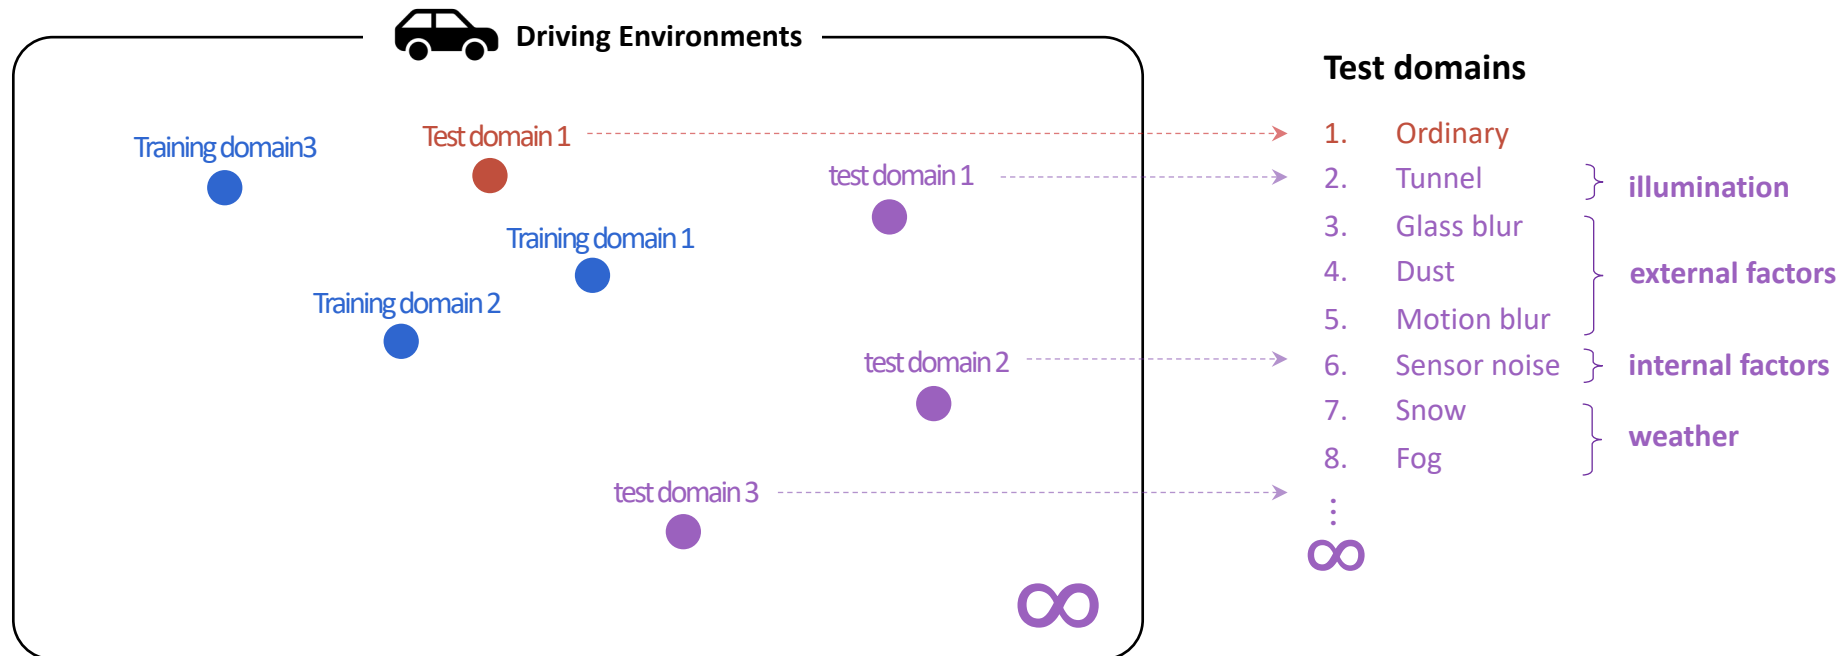 Driving Environments
Training domain3
Test domain 1
test domain 1
Training domain 1
Training domain 2
test domain 2
test domain 3
∞
Test domains
1. Ordinary
2. Tunnel
illumination
3. Glass blur
4. Dust
external factors
5. Motion blur
6. Sensor noise
internal factors
7. Snow
weather
8. Fog
⋮
∞